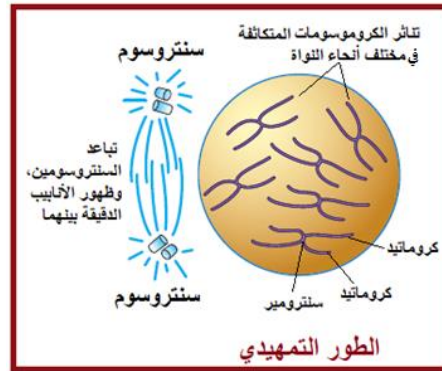 تناثر الكروموسومات المتكاثفة
في مختلف أنحاء النواة
سنتروسوم
تباعد
السنتروسومين،
وظهور الأنابيب
الدقيقة بينهما
سنتروسوم
كروماتيد
كروماتيد
سنترومير
الطور التمهيدي